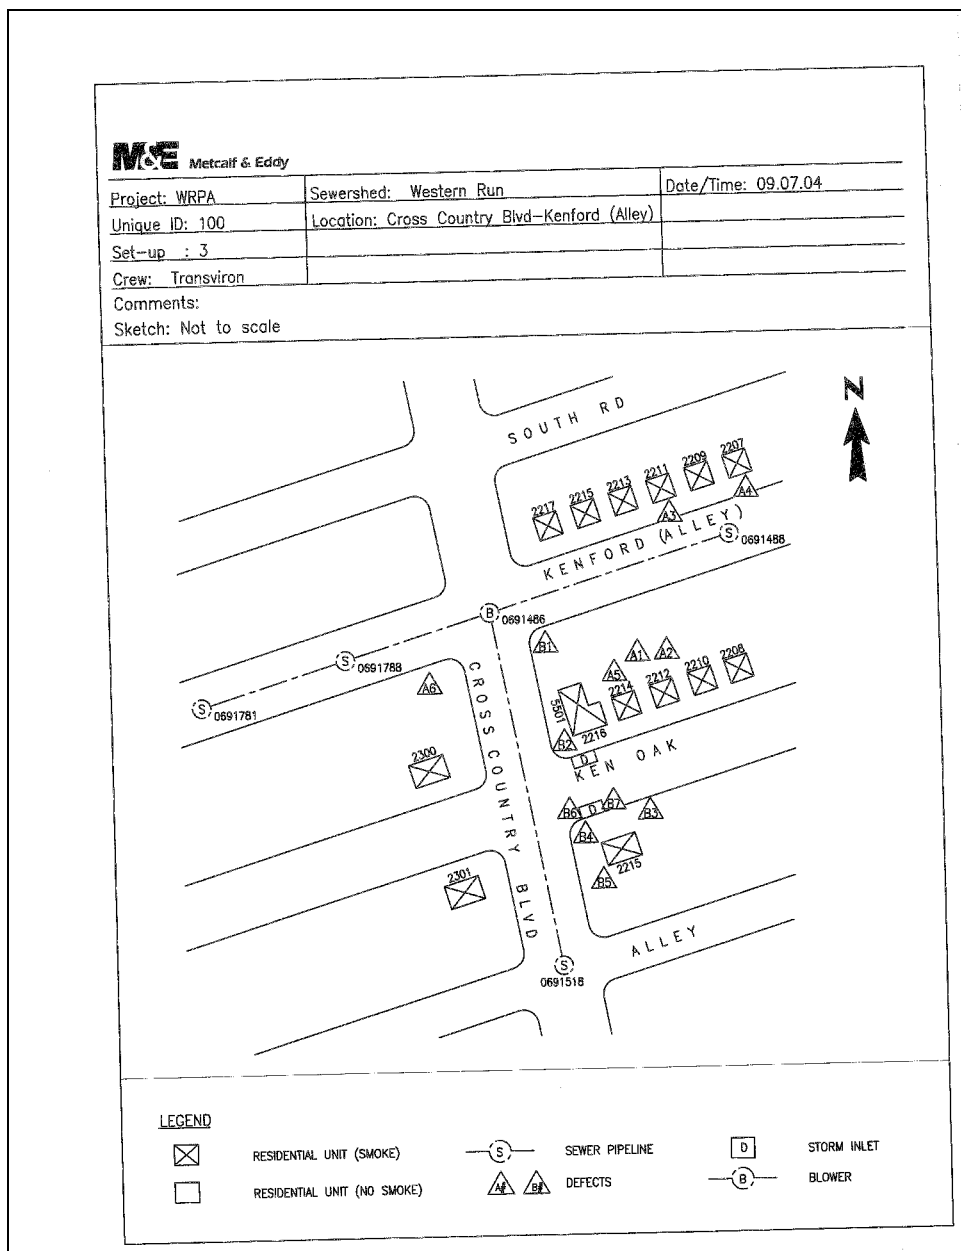 M&E Metcalf & Eddy
Project: WRPA Sewershed: Western Run Date/Time: 09.07.04
Unique ID: 100 Location: Cross Country Blvd-Kenford (Alley)
Set-up : 3
Crew: Transviron
Comments:
Sketch: Not to scale
N
SOUTH RD
2207
2209
2211
2213
2215
2217
A4
A3
KENFORD (ALLEY)
S 0691488
B 0691486
B1
S 0691788
A1
A2
A5
A6
S 0691781
2208
2210
2212
2214
5501
2216
B2
D
KEN OAK
CROSS COUNTRY BLVD
2300
B6
D
B7
B3
B4
2215
B5
2301
ALLEY
S
0691518
LEGEND
RESIDENTIAL UNIT (SMOKE) S SEWER PIPELINE D STORM INLET
RESIDENTIAL UNIT (NO SMOKE) A# B# DEFECTS B BLOWER